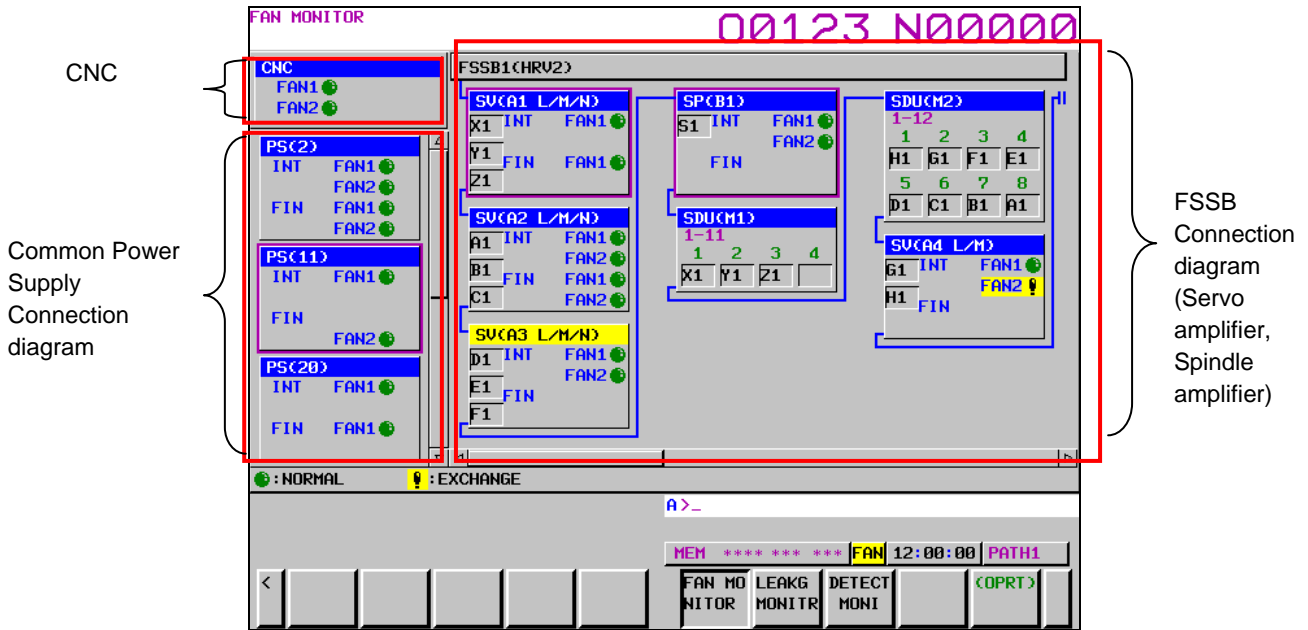 FAN MONITOR
O0123 N00000
CNC
CNC
FAN1
FAN2
Common Power
Supply
Connection
diagram
PS(2)
INT FAN1
FAN2
FIN FAN1
FAN2
PS(11)
INT FAN1
FIN
FAN2
PS(20)
INT FAN1
FIN FAN1
FSSB1(HRV2)
SV(A1 L/M/N)
X1 INT FAN1
Y1 FIN FAN1
Z1
SV(A2 L/M/N)
A1 INT FAN1
FAN2
B1 FIN FAN1
C1 FAN2
SV(A3 L/M/N)
D1 INT FAN1
FAN2
E1 FIN
F1
SP(B1)
S1 INT FAN1
FAN2
FIN
SDU(M1)
1-11
1 2 3 4
X1 Y1 Z1
SDU(M2)
1-12
1 2 3 4
H1 G1 F1 E1
5 6 7 8
D1 C1 B1 A1
SV(A4 L/M)
G1 INT FAN1
FAN2
H1 FIN
FSSB
Connection
diagram
(Servo
amplifier,
Spindle
amplifier)
:NORMAL :EXCHANGE
A>_
MEM **** *** *** FAN 12:00:00 PATH1
< FAN MO LEAKG DETECT (OPRT)
NITOR MONITR MONI